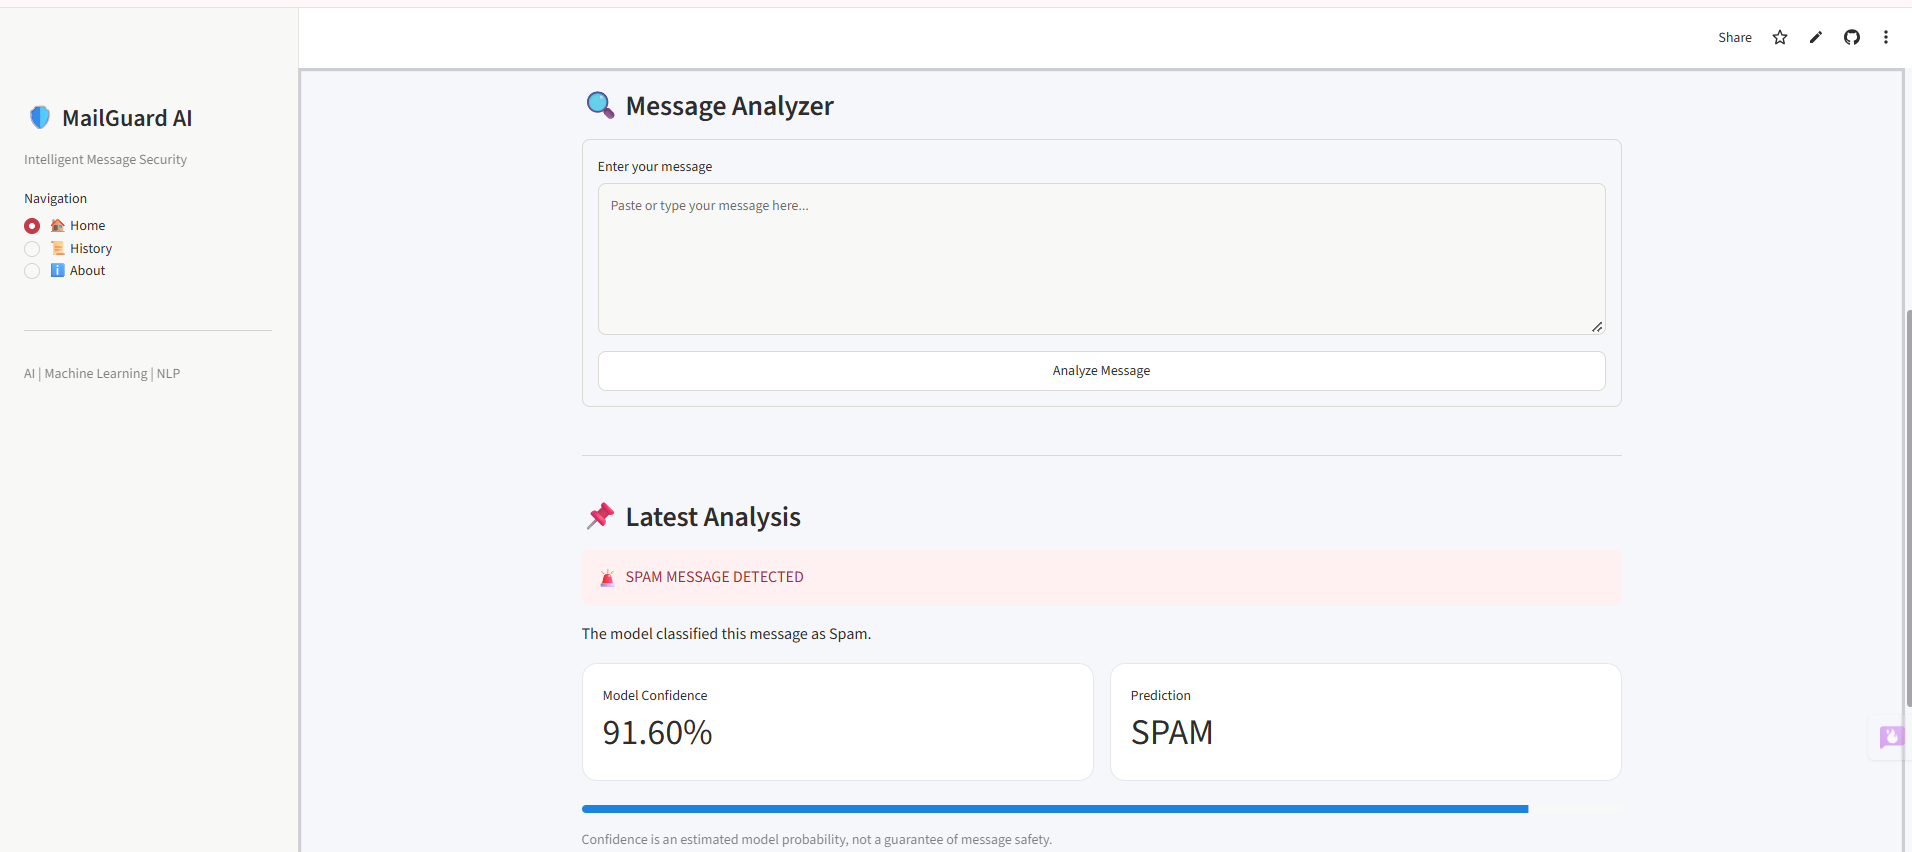 Share
MailGuard AI
Intelligent Message Security
Navigation
Home
History
About
AI | Machine Learning | NLP
Message Analyzer
Enter your message
Paste or type your message here...
Analyze Message
Latest Analysis
SPAM MESSAGE DETECTED
The model classified this message as Spam.
Model Confidence
91.60%
Prediction
SPAM
Confidence is an estimated model probability, not a guarantee of message safety.